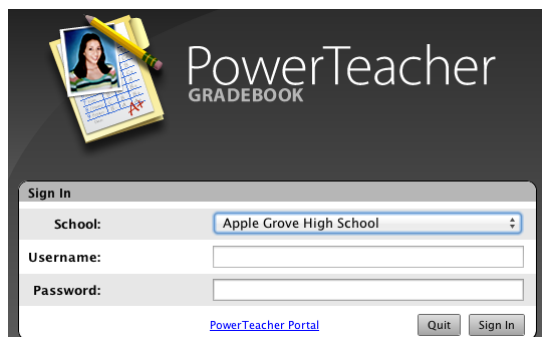 PowerTeacher
GRADEBOOK
A+
Sign In
School: Apple Grove High School
Username:
Password:
PowerTeacher Portal Quit Sign In